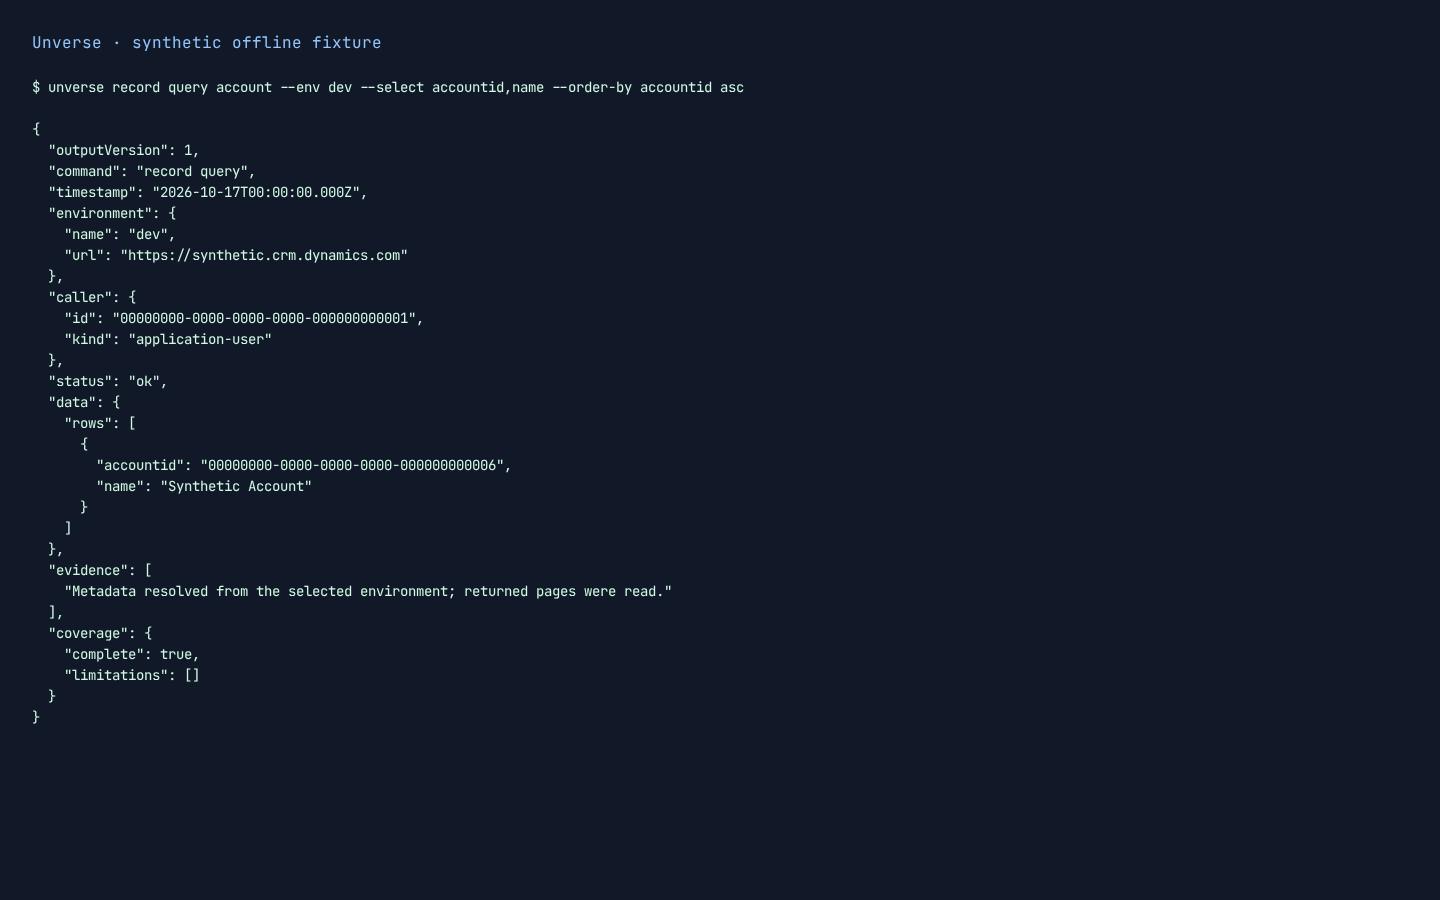 Unverse · synthetic offline fixture
$ unverse record query account --env dev --select accountid,name --order-by accountid asc
{
  "outputVersion": 1,
  "command": "record query",
  "timestamp": "2026-10-17T00:00:00.000Z",
  "environment": {
    "name": "dev",
    "url": "https://synthetic.crm.dynamics.com"
  },
  "caller": {
    "id": "00000000-0000-0000-0000-000000000001",
    "kind": "application-user"
  },
  "status": "ok",
  "data": {
    "rows": [
      {
        "accountid": "00000000-0000-0000-0000-000000000006",
        "name": "Synthetic Account"
      }
    ]
  },
  "evidence": [
    "Metadata resolved from the selected environment; returned pages were read."
  ],
  "coverage": {
    "complete": true,
    "limitations": []
  }
}